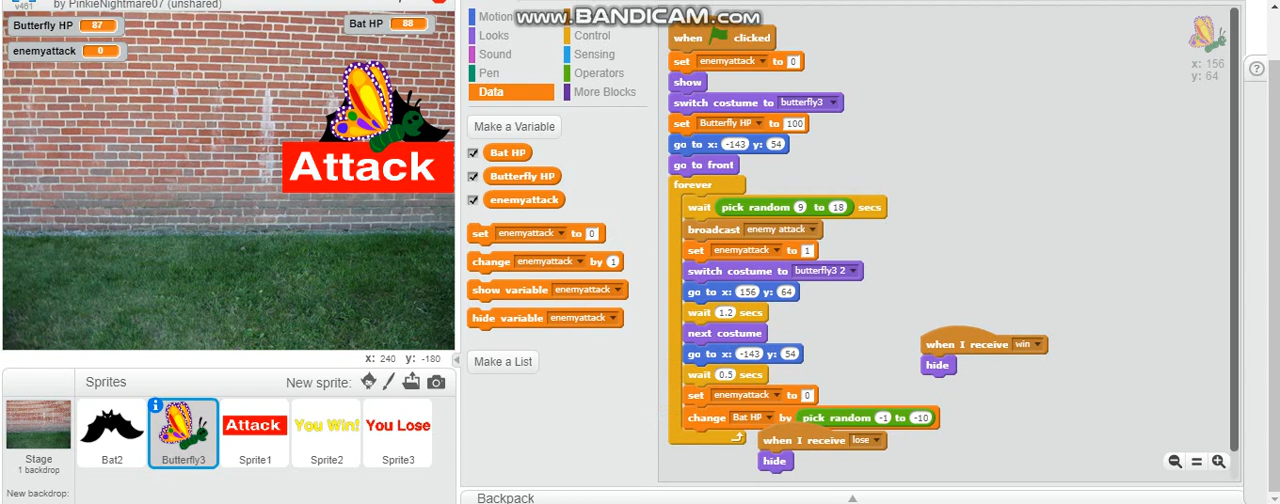 v461
by PinkieNightmare07 (unshared)
www.BANDICAM.com
Butterfly HP 87
Bat HP 88
enemyattack 0
Attack
x: 240 y: -180
Sprites
New sprite:
Stage
1 backdrop
New backdrop:
Bat2
Butterfly3
Attack
Sprite1
You Win!
Sprite2
You Lose
Sprite3
Motion
Looks
Sound
Pen
Data
Control
Sensing
Operators
More Blocks
Make a Variable
Bat HP
Butterfly HP
enemyattack
set enemyattack to 0
change enemyattack by 1
show variable enemyattack
hide variable enemyattack
Make a List
when clicked
set enemyattack to 0
show
switch costume to butterfly3
set Butterfly HP to 100
go to x: -143 y: 54
go to front
forever
wait pick random 9 to 18 secs
broadcast enemy attack
set enemyattack to 1
switch costume to butterfly3 2
go to x: 156 y: 64
wait 1.2 secs
next costume
go to x: -143 y: 54
wait 0.5 secs
set enemyattack to 0
change Bat HP by pick random -1 to -10
when I receive lose
hide
when I receive win
hide
x: 156
y: 64
Backpack